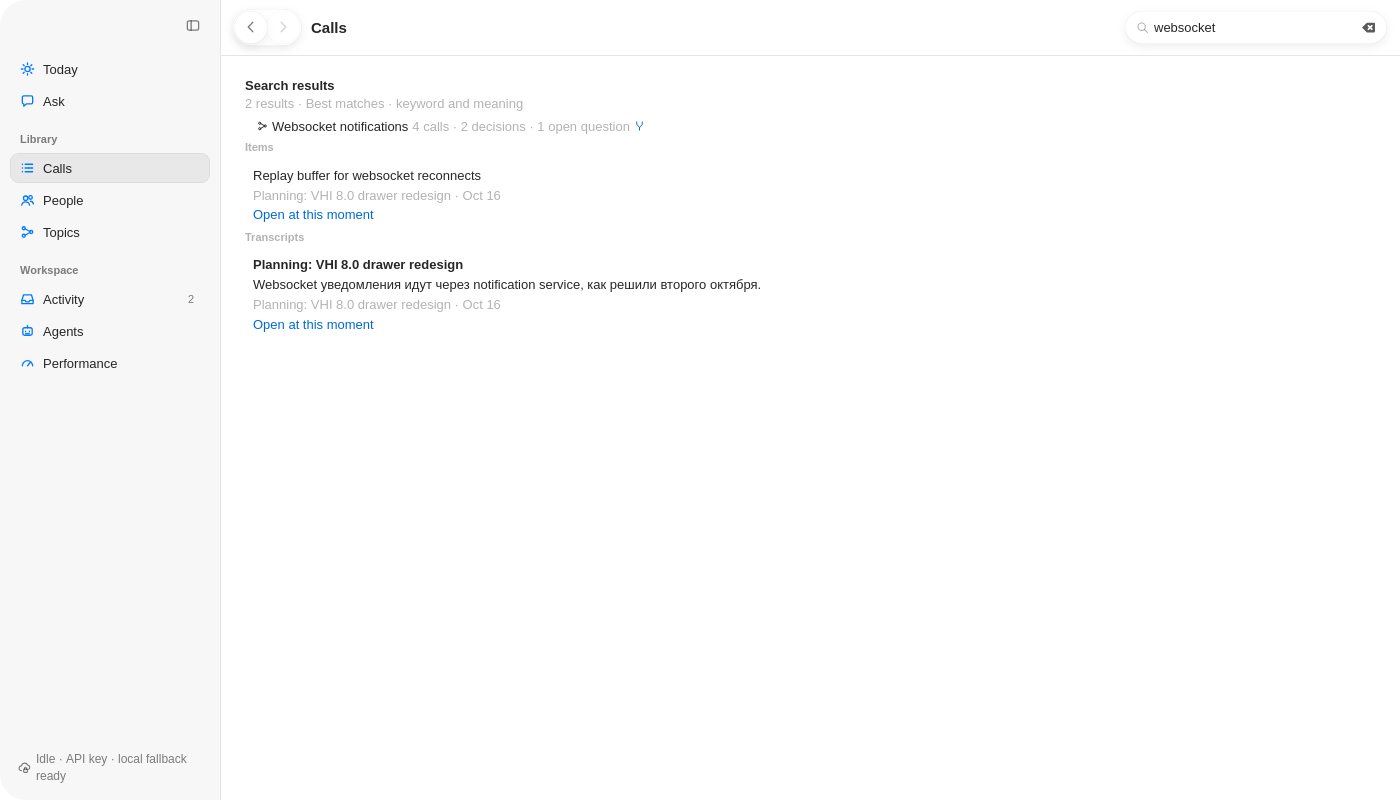 Calls
websocket
Today
Ask
Library
Calls
People
Topics
Workspace
Activity 2
Agents
Performance
Idle · API key · local fallback
ready
Search results
2 results · Best matches · keyword and meaning
Websocket notifications 4 calls · 2 decisions · 1 open question
Items
Replay buffer for websocket reconnects
Planning: VHI 8.0 drawer redesign · Oct 16
Open at this moment
Transcripts
Planning: VHI 8.0 drawer redesign
Websocket уведомления идут через notification service, как решили второго октября.
Planning: VHI 8.0 drawer redesign · Oct 16
Open at this moment